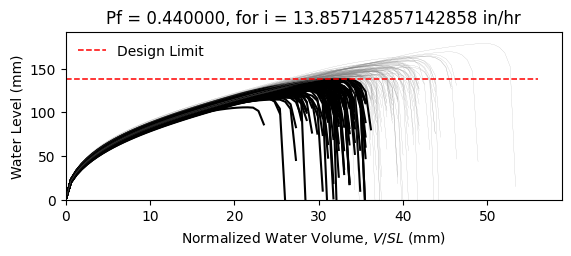 Pf = 0.440000, for i = 13.857142857142858 in/hr
Design Limit
Water Level (mm)
150
100
50
0
0 10 20 30 40 50
Normalized Water Volume, V/SL (mm)